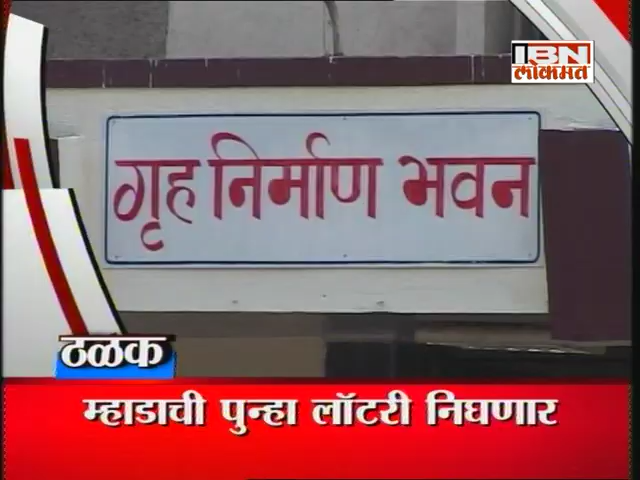 IBN
लोकमत
गृह निर्माण भवन
ठळक
म्हाडाची पुन्हा लॉटरी निघणार